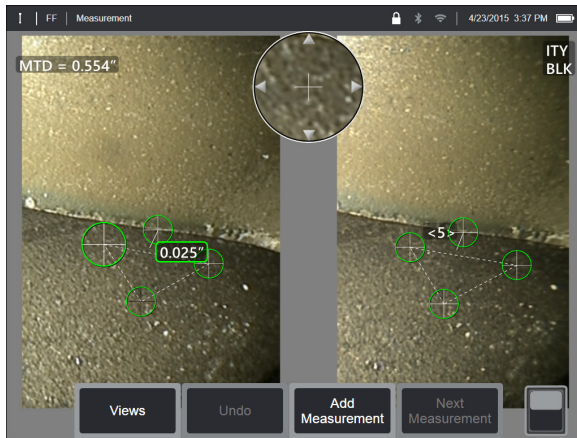 FF Measurement 4/23/2015 3:37 PM
MTD = 0.554"
ITY
BLK
<5>
0.025"
Views
Undo
Add
Measurement
Next
Measurement